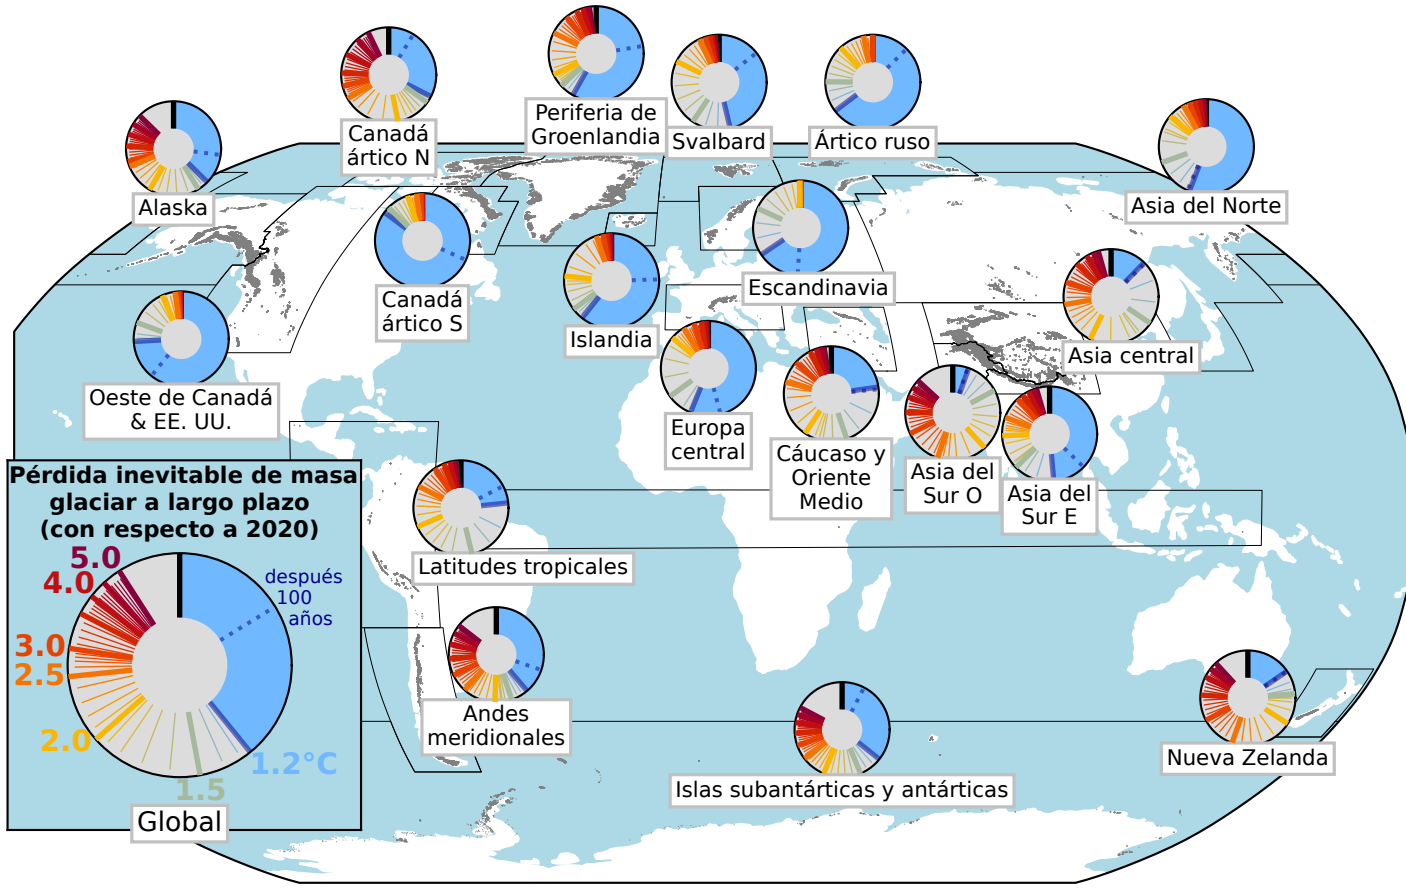 Canadá
ártico N
Periferia de
Groenlandia
Svalbard
Ártico ruso
Alaska
Asia del Norte
Canadá
ártico S
Escandinavia
Islandia
Asia central
Oeste de Canadá
& EE. UU.
Europa
central
Cáucaso y
Oriente
Medio
Asia del
Sur O
Asia del
Sur E
Latitudes tropicales
Andes
meridionales
Islas subantárticas y antárticas
Nueva Zelanda
Pérdida inevitable de masa
glaciar a largo plazo
(con respecto a 2020)
5.0
4.0
3.0
2.5
2.0
1.5
1.2°C
después
100
años
Global